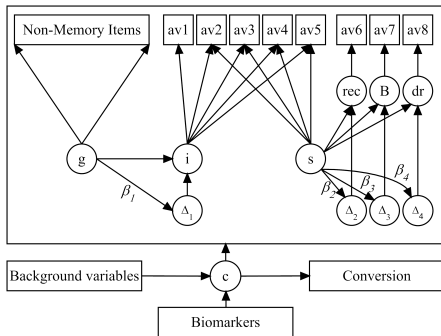 Non-Memory Items av1 av2 av3 av4 av5 av6 av7 av8
rec B dr
g i s
β1 β2 β3 β4
Δ1 Δ2 Δ3 Δ4
Background variables c Conversion
Biomarkers